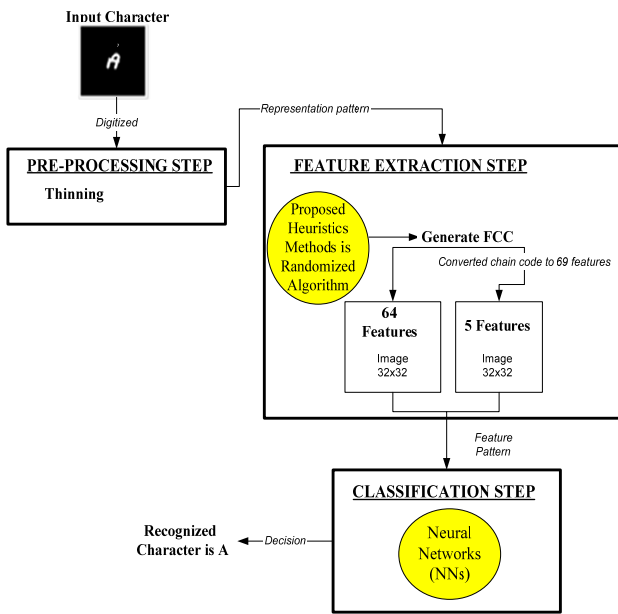 Input Character
A
Digitized
Representation pattern
PRE-PROCESSING STEP
Thinning
FEATURE EXTRACTION STEP
Proposed
Heuristics
Methods is
Randomized
Algorithm
Generate FCC
Converted chain code to 69 features
64
Features
Image
32x32
5 Features
Image
32x32
Feature
Pattern
CLASSIFICATION STEP
Neural
Networks
(NNs)
Decision
Recognized
Character is A